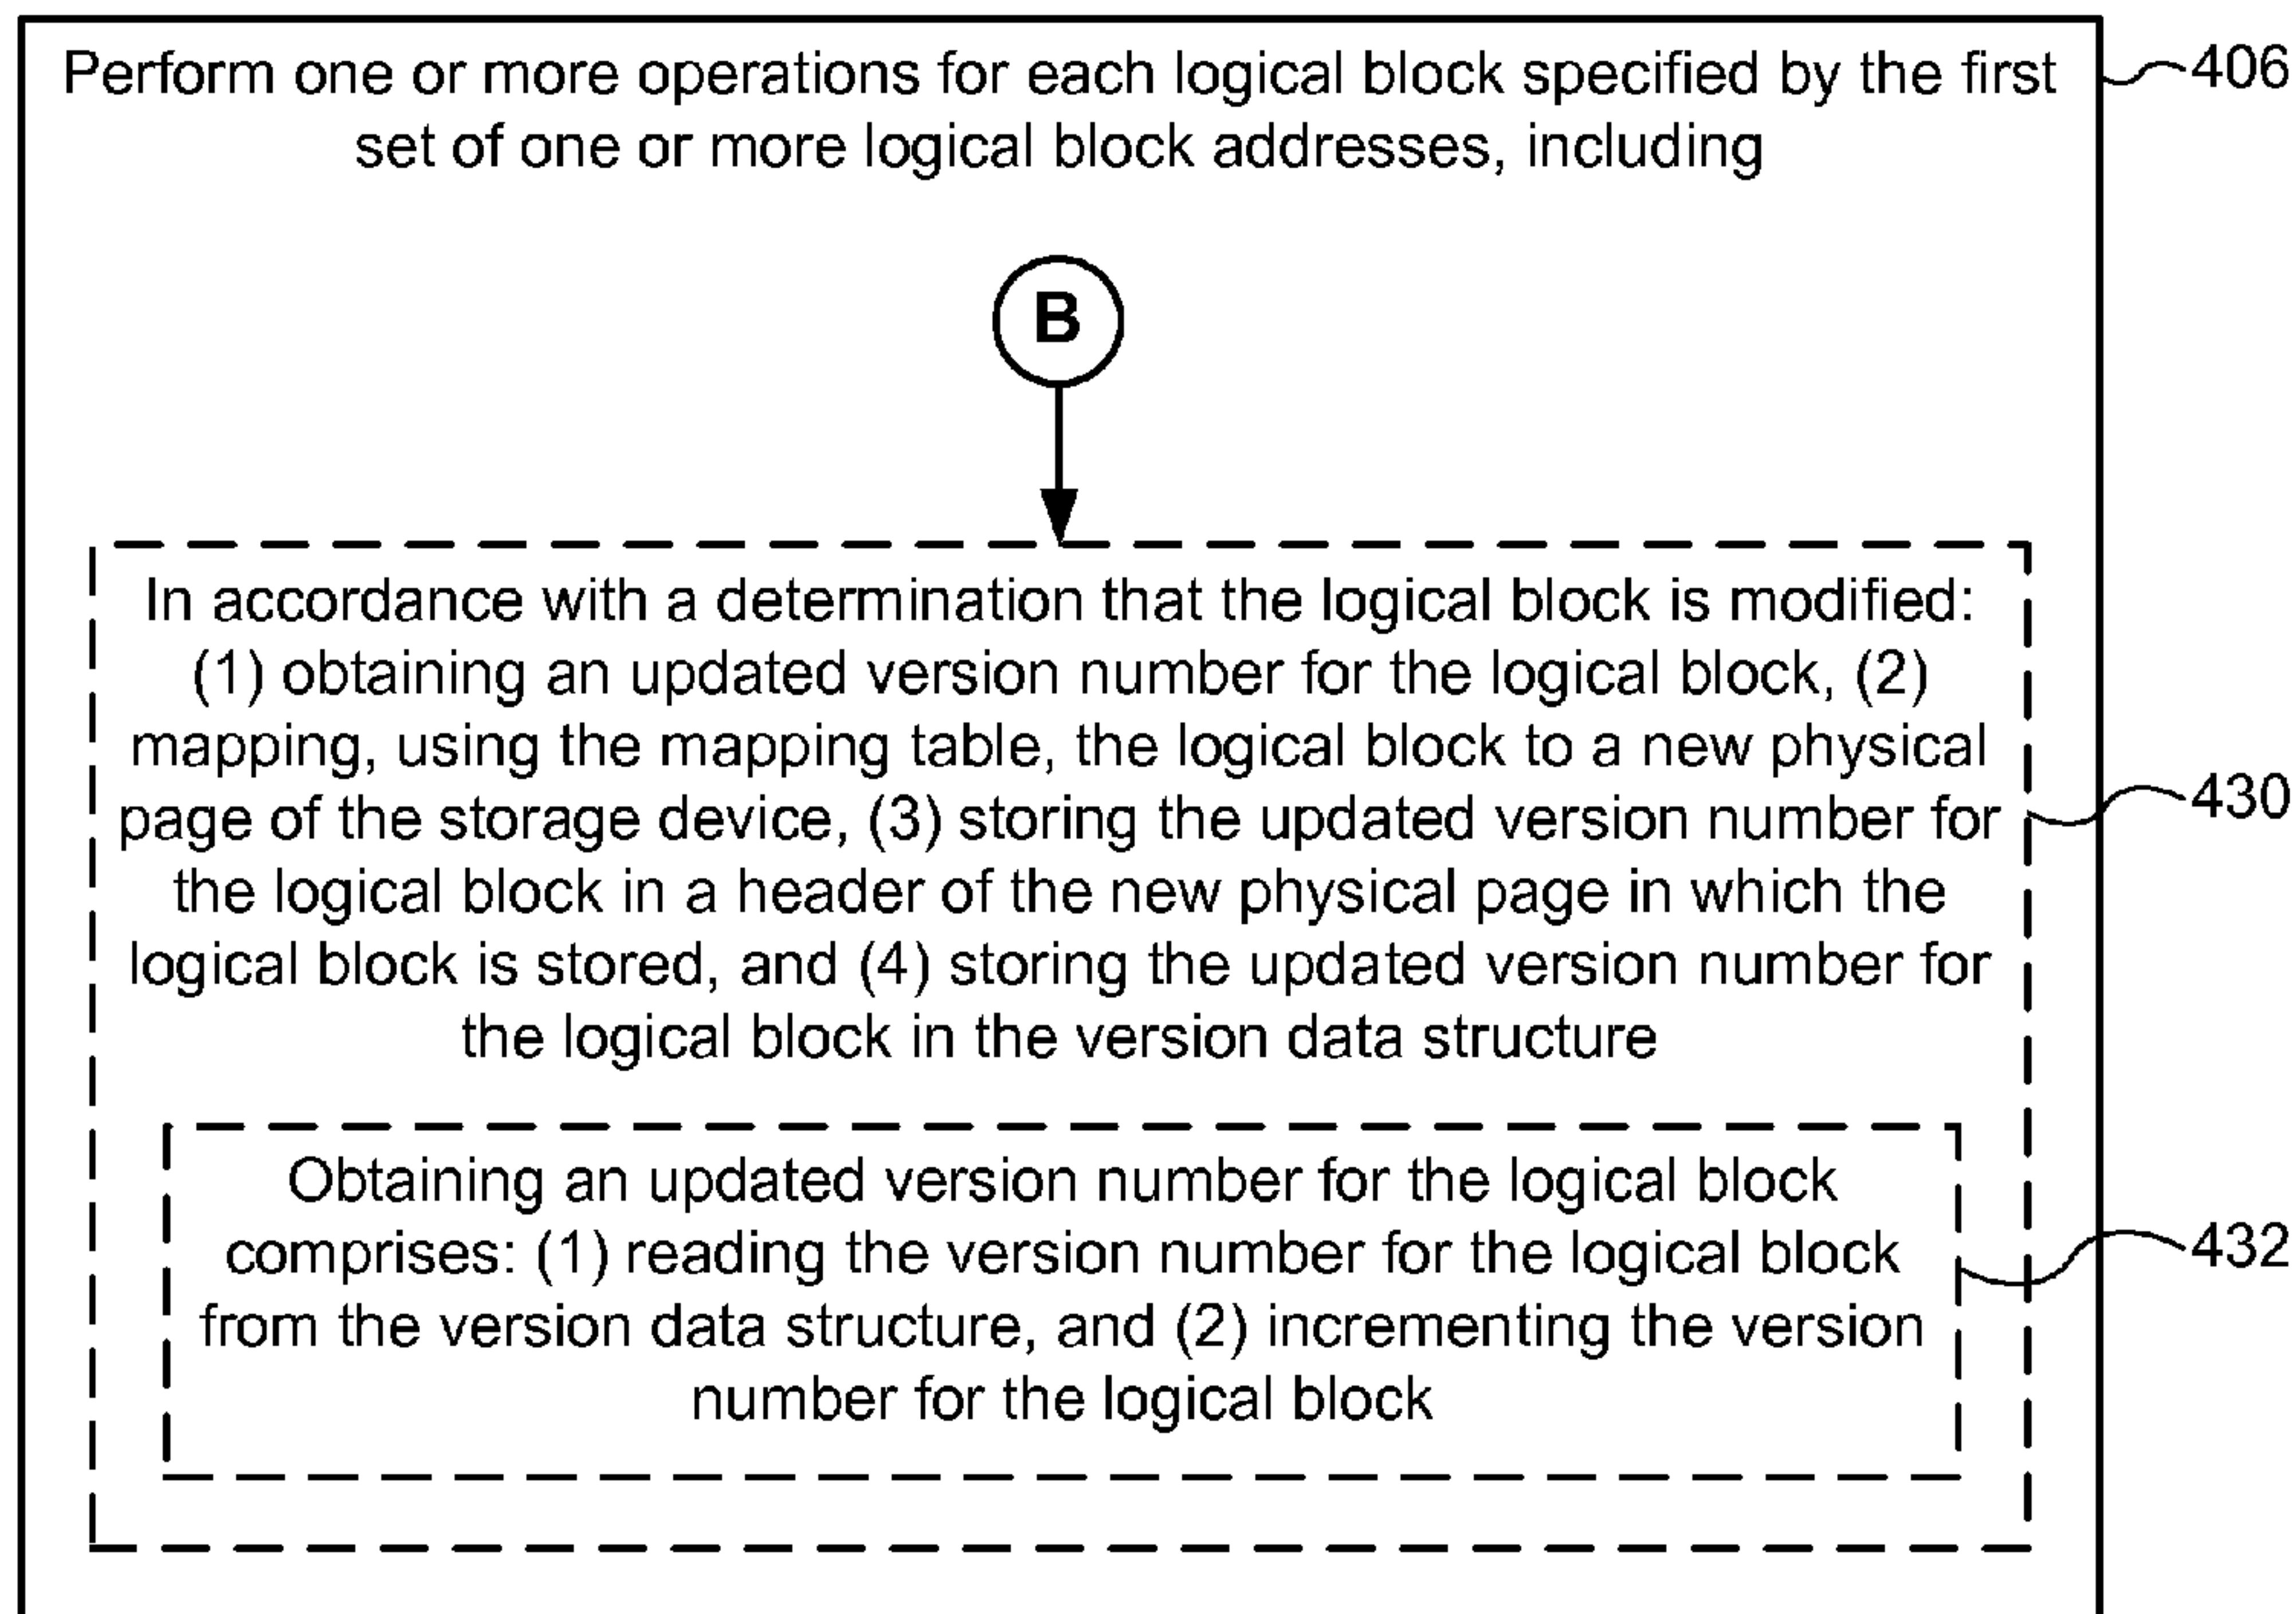 Perform one or more operations for each logical block specified by the first
set of one or more logical block addresses, including
406
B
In accordance with a determination that the logical block is modified:
(1) obtaining an updated version number for the logical block, (2)
mapping, using the mapping table, the logical block to a new physical
page of the storage device, (3) storing the updated version number for
the logical block in a header of the new physical page in which the
logical block is stored, and (4) storing the updated version number for
the logical block in the version data structure
430
Obtaining an updated version number for the logical block
comprises: (1) reading the version number for the logical block
from the version data structure, and (2) incrementing the version
number for the logical block
432